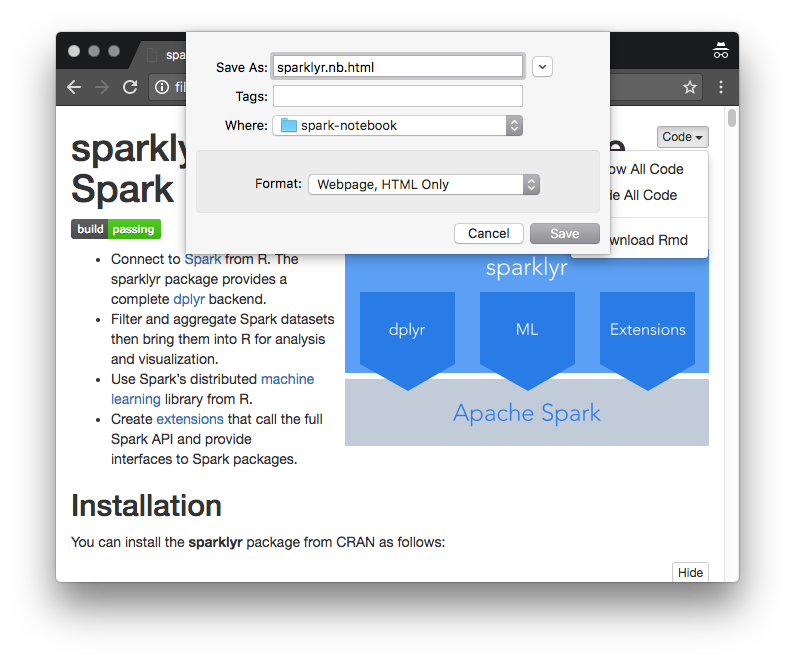 spa
Save As: sparklyr.nb.html
Tags:
Where: spark-notebook
Format: Webpage, HTML Only
Cancel Save
Code
ow All Code
de All Code
wnload Rmd
Spark
build passing
• Connect to Spark from R. The
sparklyr package provides a
complete dplyr backend.
• Filter and aggregate Spark datasets
then bring them into R for analysis
and visualization.
• Use Spark's distributed machine
learning library from R.
• Create extensions that call the full
Spark API and provide
interfaces to Spark packages.
sparklyr
dplyr ML Extensions
Apache Spark
Installation
You can install the sparklyr package from CRAN as follows:
Hide